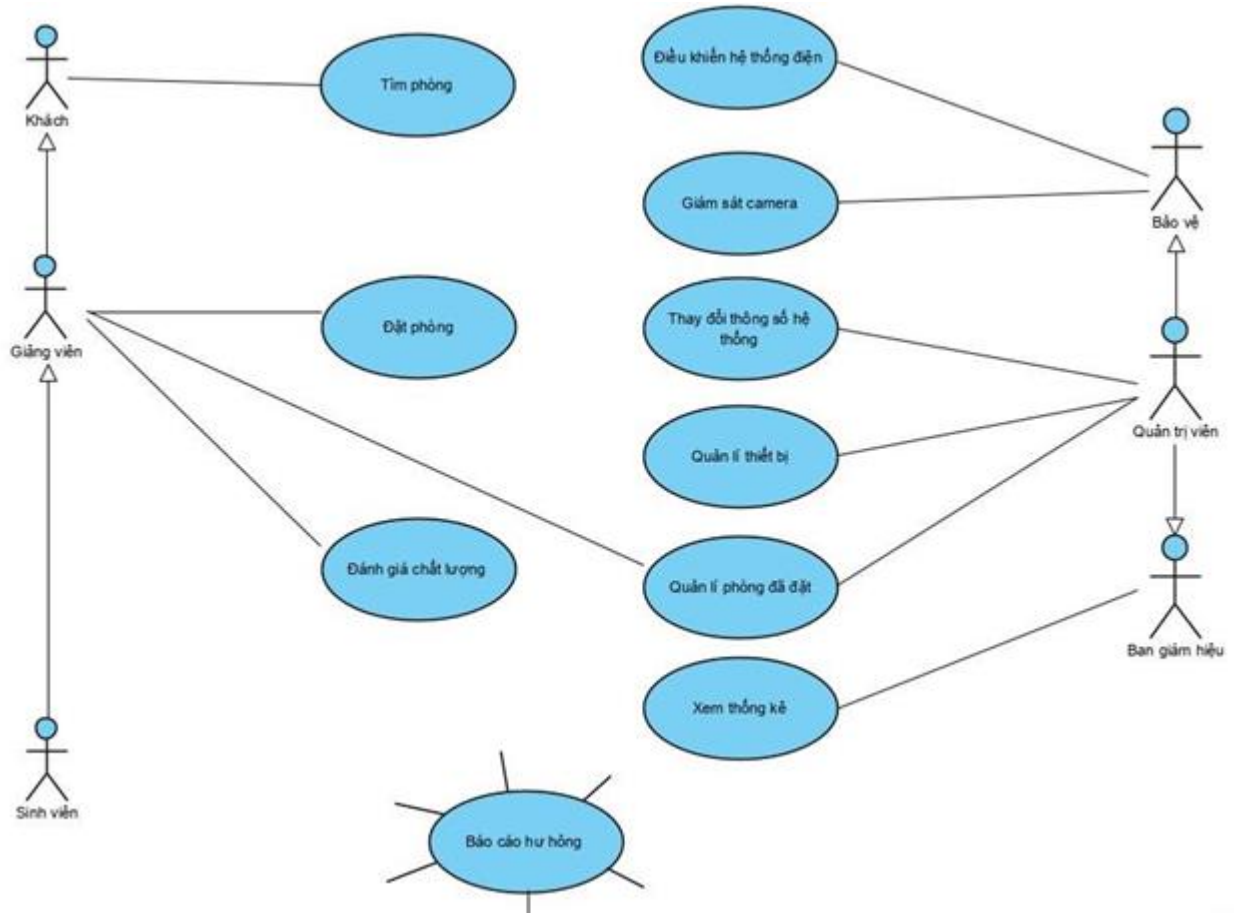 Khách
Tìm phòng
Điều khiển hệ thống điện
Giám sát camera
Bảo vệ
Giảng viên
Đặt phòng
Thay đổi thông số hệ
thống
Quản trị viên
Quản lí thiết bị
Đánh giá chất lượng
Quản lí phòng đã đặt
Ban giám hiệu
Xem thống kê
Sinh viên
Báo cáo hư hỏng